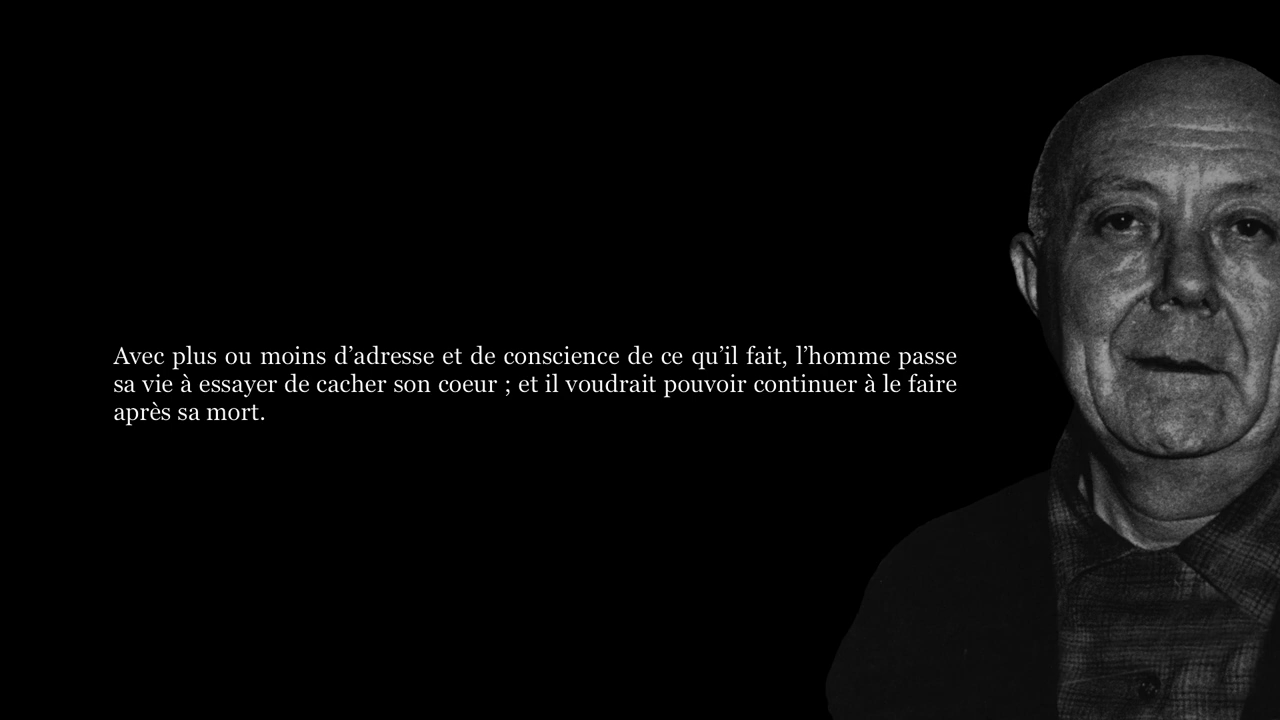 Avec plus ou moins d’adresse et de conscience de ce qu’il fait, l’homme passe
sa vie à essayer de cacher son coeur ; et il voudrait pouvoir continuer à le faire
après sa mort.